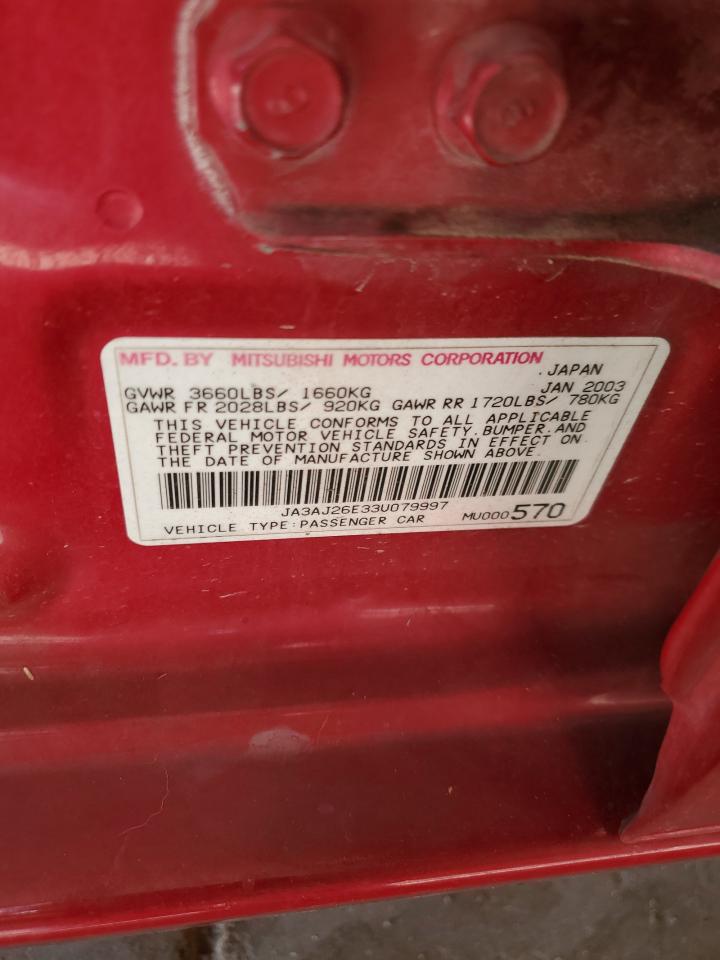 MFD. BY MITSUBISHI MOTORS CORPORATION
JAPAN
GVWR 3660LBS/ 1660KG JAN 2003
GAWR FR 2028LBS/ 920KG GAWR RR 1720LBS/ 780KG
THIS VEHICLE CONFORMS TO ALL APPLICABLE
FEDERAL MOTOR VEHICLE SAFETY.BUMPER.AND
THEFT PREVENTION STANDARDS IN EFFECT ON
THE DATE OF MANUFACTURE SHOWN ABOVE.
JA3AJ26E33U079997
VEHICLE TYPE:PASSENGER CAR MU000570